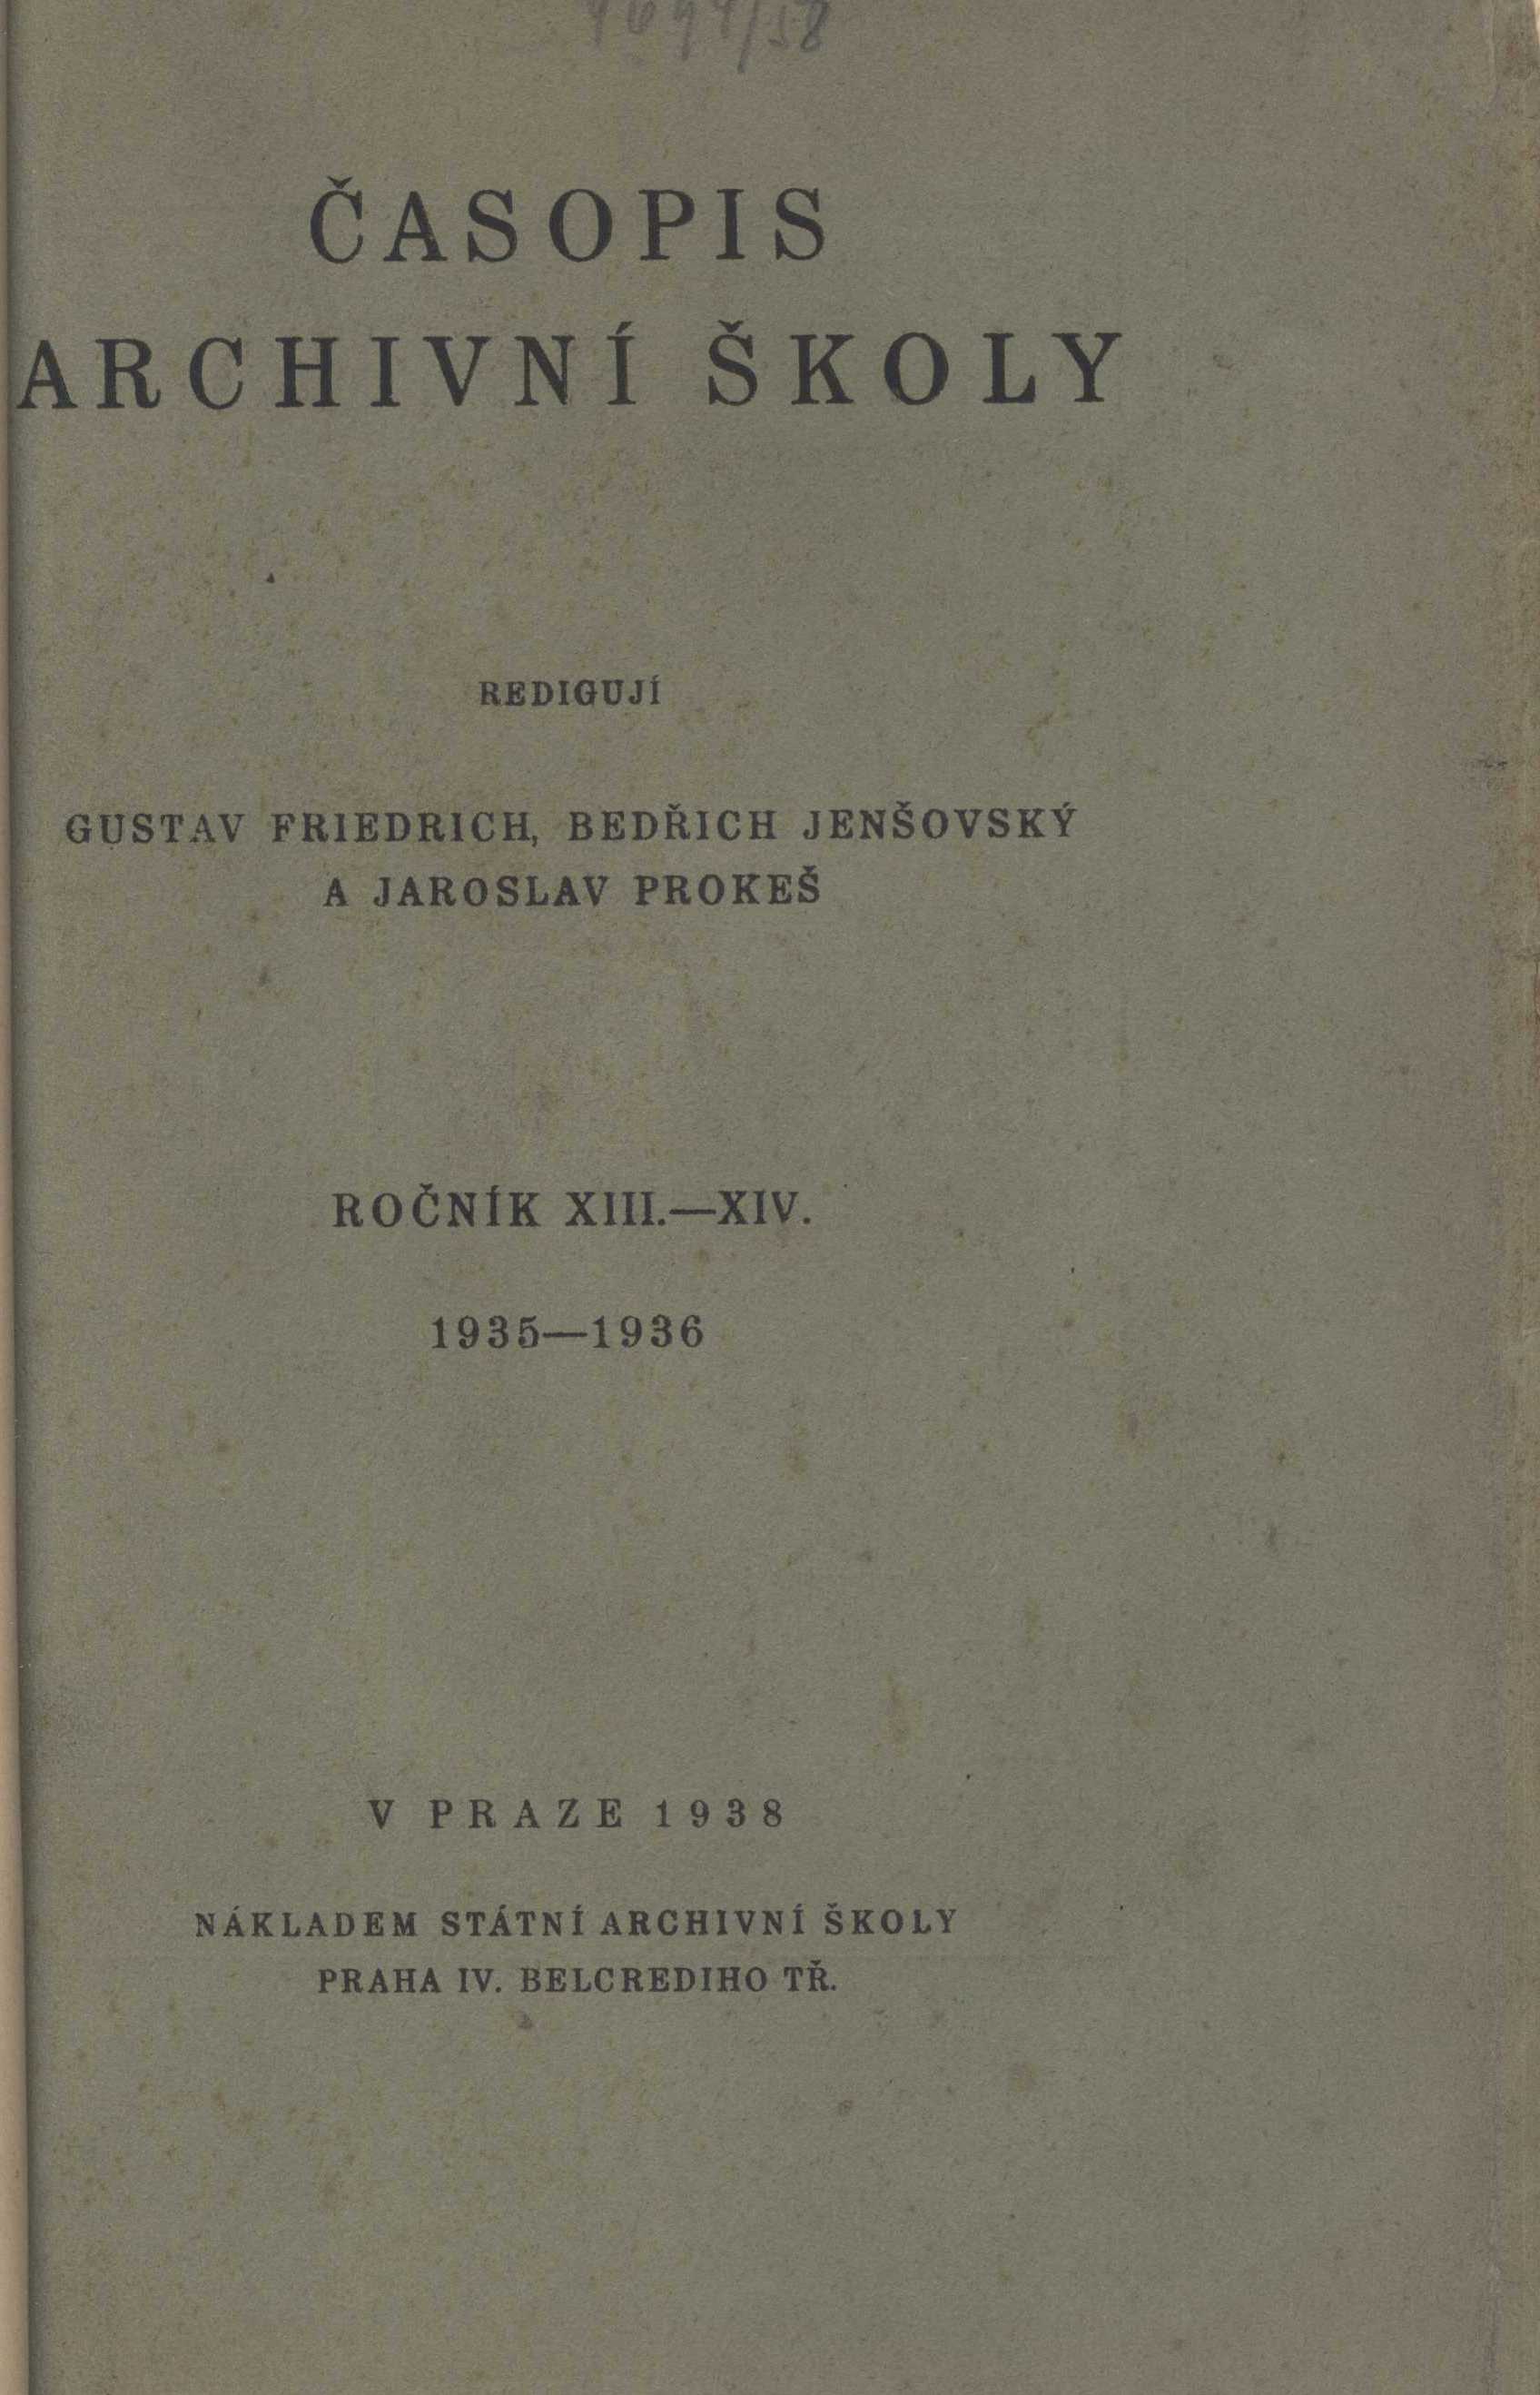 ČASOPIS
ARCHIVNÍ ŠKOLY
REDIGUJÍ
GUSTAV FRIEDRICH, BEDŘICH JENŠOVSKÝ
A JAROSLAV PROKEŠ
ROČNÍK XIII.—XIV.
1935—1936
V PRAZE 1938
NÁKLADEM STÁTNÍ ARCHIVNÍ ŠKOLY
PRAHA IV. BELCREDIHO TŘ.